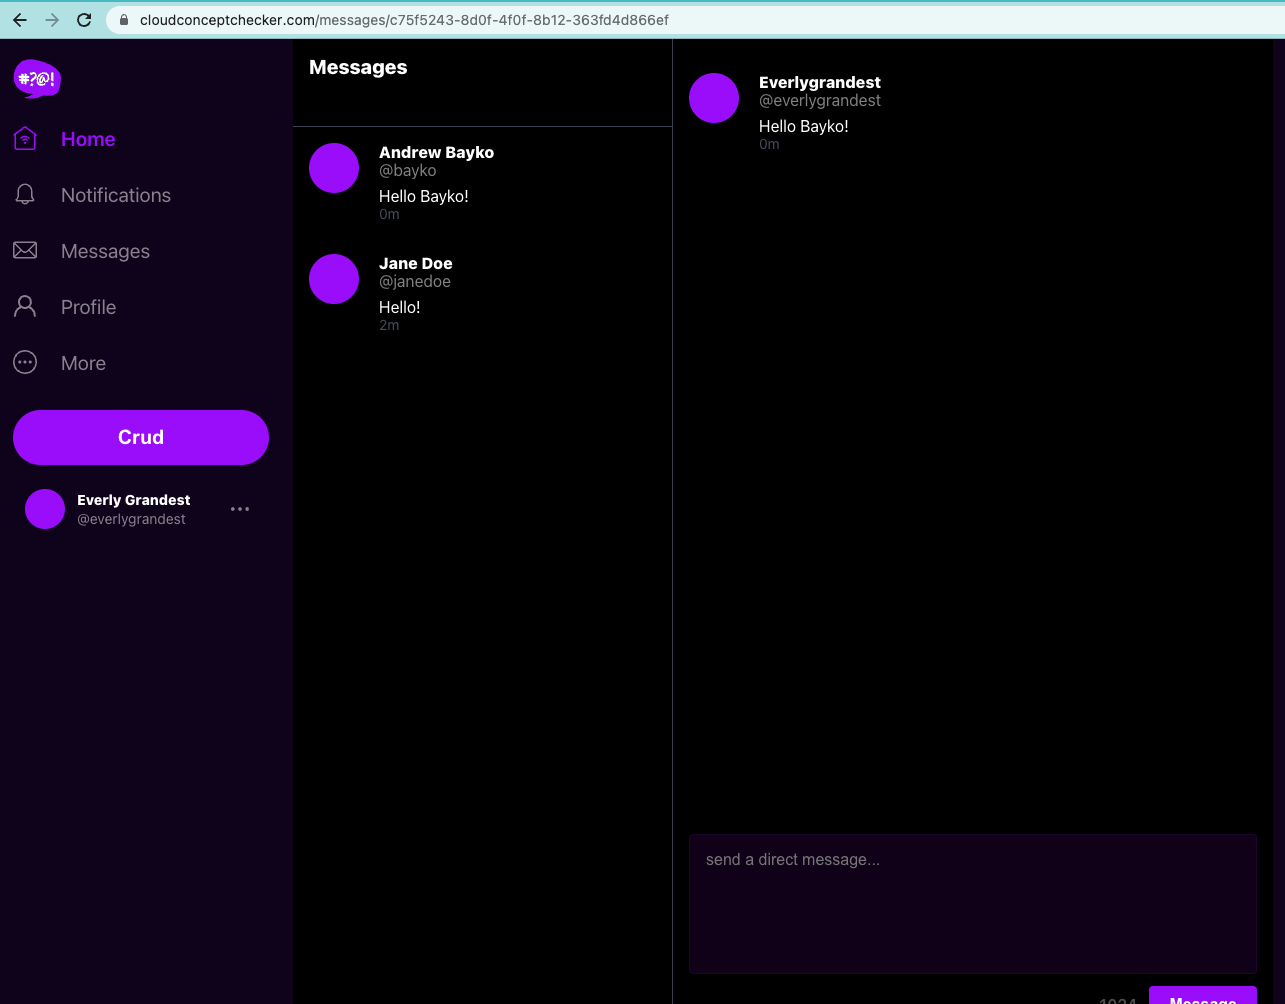 cloudconceptchecker.com/messages/c75f5243-8d0f-4f0f-8b12-363fd4d866ef
#?@!
Home
Notifications
Messages
Profile
More
Crud
Everly Grandest
@everlygrandest
Messages
Andrew Bayko
@bayko
Hello Bayko!
0m
Jane Doe
@janedoe
Hello!
2m
Everlygrandest
@everlygrandest
Hello Bayko!
0m
send a direct message...
1024
Message